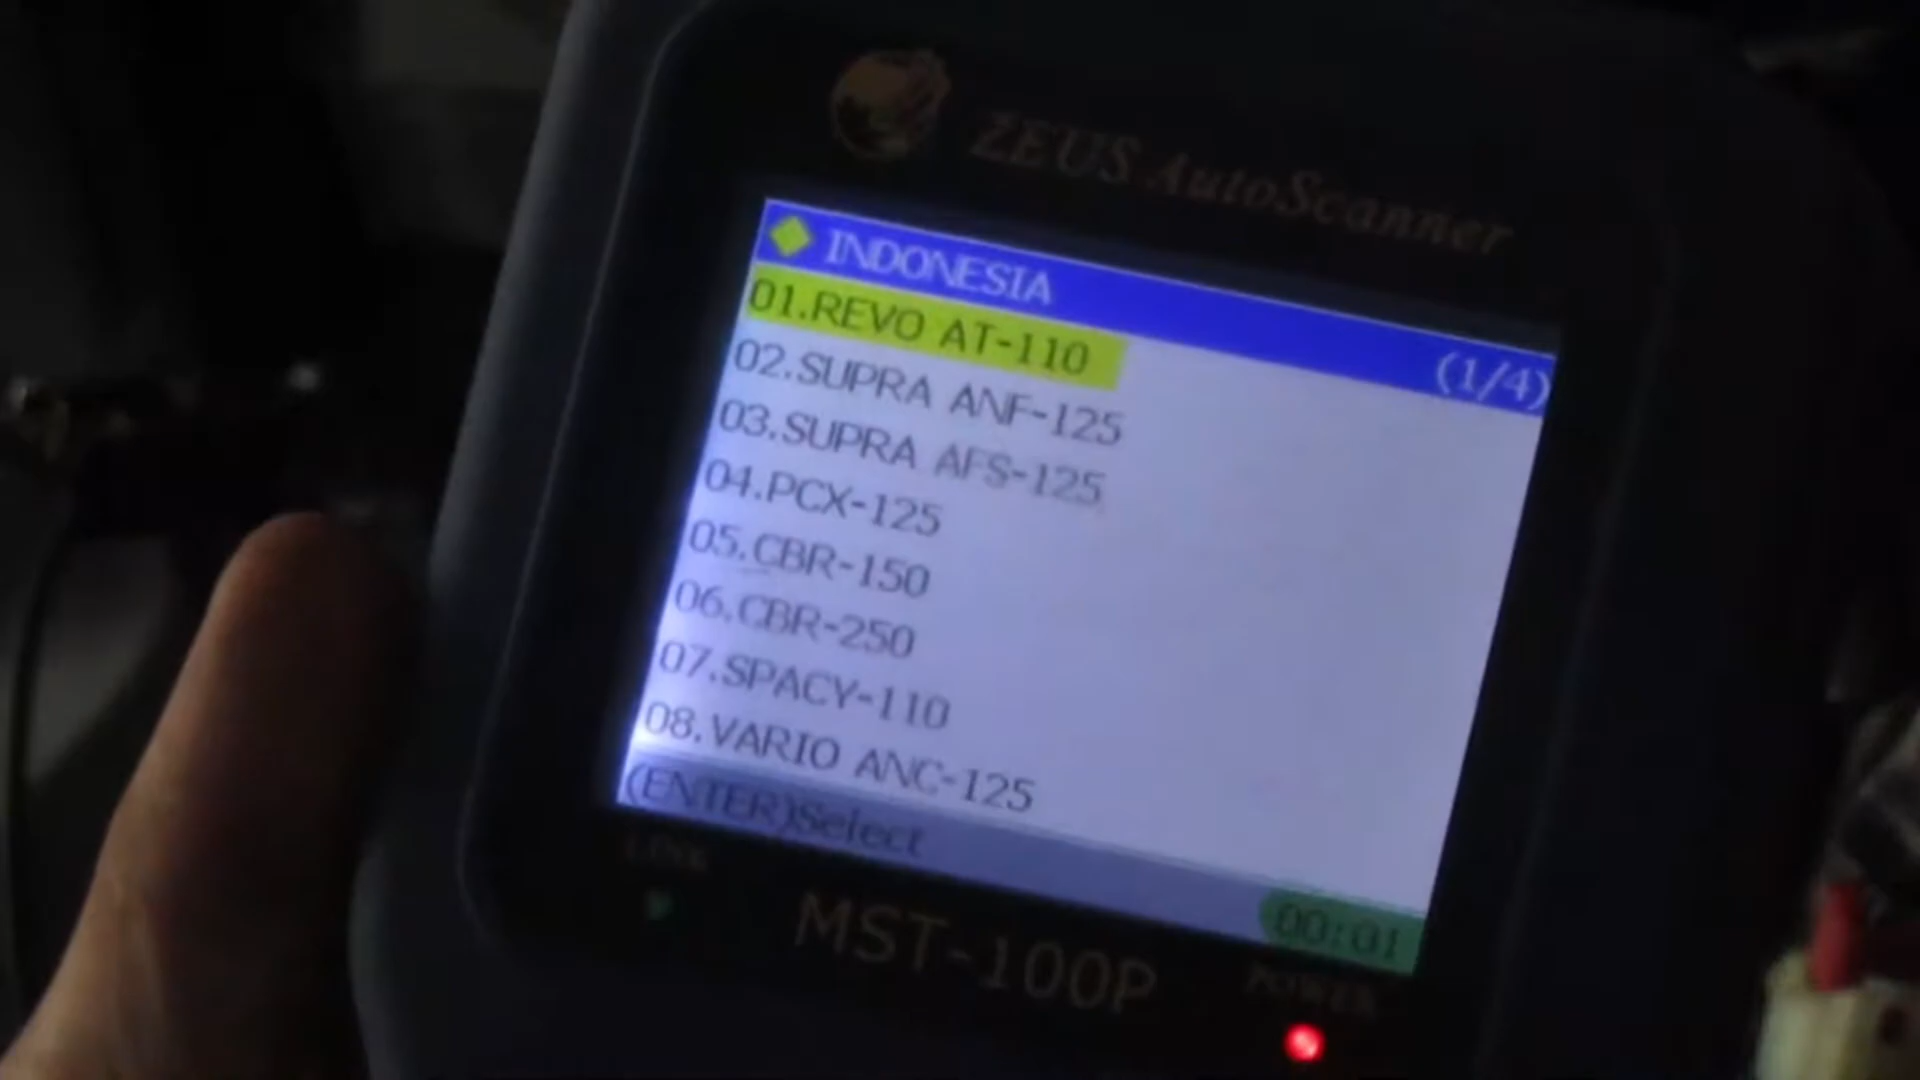 ZEUS AutoScanner
INDONESIA
(1/4)
01.REVO AT-110
02.SUPRA ANF-125
03.SUPRA AFS-125
04.PCX-125
05.CBR-150
06.CBR-250
07.SPACY-110
08.VARIO ANC-125
(ENTER)Select
00:01
LINK
MST-100P
POWER